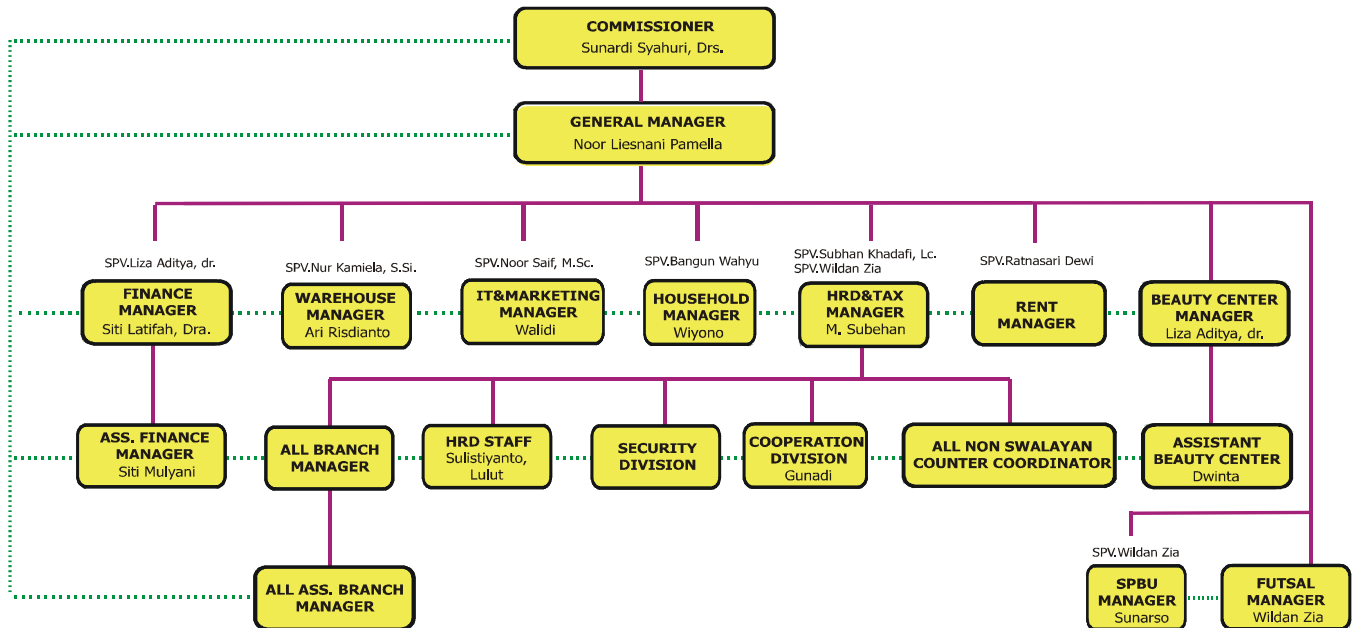 COMMISSIONER
Sunardi Syahuri, Drs.
GENERAL MANAGER
Noor Liesnani Pamella
SPV.Liza Aditya, dr.
FINANCE
MANAGER
Siti Latifah, Dra.
SPV.Nur Kamiela, S.Si.
WAREHOUSE
MANAGER
Ari Risdianto
SPV.Noor Saif, M.Sc.
IT&MARKETING
MANAGER
Walidi
SPV.Bangun Wahyu
HOUSEHOLD
MANAGER
Wiyono
SPV.Subhan Khadafi, Lc.
SPV.Wildan Zia
HRD&TAX
MANAGER
M. Subehan
SPV.Ratnasari Dewi
RENT
MANAGER
BEAUTY CENTER
MANAGER
Liza Aditya, dr.
ASS. FINANCE
MANAGER
Siti Mulyani
ALL BRANCH
MANAGER
HRD STAFF
Sulistiyanto,
Lulut
SECURITY
DIVISION
COOPERATION
DIVISION
Gunadi
ALL NON SWALAYAN
COUNTER COORDINATOR
ASSISTANT
BEAUTY CENTER
Dwinta
ALL ASS. BRANCH
MANAGER
SPV.Wildan Zia
SPBU
MANAGER
Sunarso
FUTSAL
MANAGER
Wildan Zia